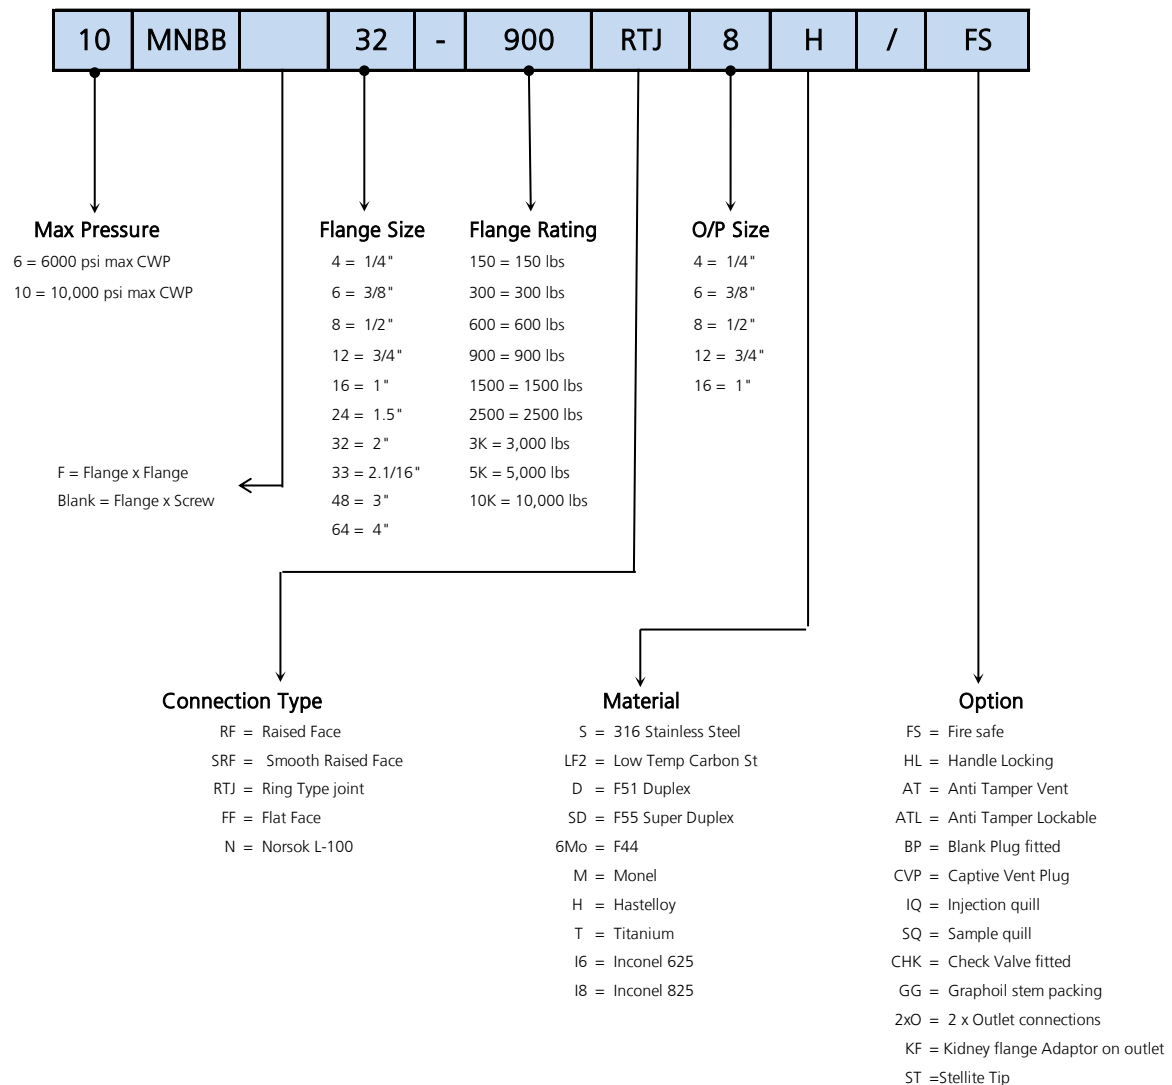 10 MNBB 32 - 900 RTJ 8 H / FS
Max Pressure
6 = 6000 psi max CWP
10 = 10,000 psi max CWP
F = Flange x Flange
Blank = Flange x Screw
Flange Size
4 = 1/4"
6 = 3/8"
8 = 1/2"
12 = 3/4"
16 = 1"
24 = 1.5"
32 = 2"
33 = 2.1/16"
48 = 3"
64 = 4"
Flange Rating
150 = 150 lbs
300 = 300 lbs
600 = 600 lbs
900 = 900 lbs
1500 = 1500 lbs
2500 = 2500 lbs
3K = 3,000 lbs
5K = 5,000 lbs
10K = 10,000 lbs
O/P Size
4 = 1/4"
6 = 3/8"
8 = 1/2"
12 = 3/4"
16 = 1"
Connection Type
RF = Raised Face
SRF = Smooth Raised Face
RTJ = Ring Type joint
FF = Flat Face
N = Norsok L-100
Material
S = 316 Stainless Steel
LF2 = Low Temp Carbon St
D = F51 Duplex
SD = F55 Super Duplex
6Mo = F44
M = Monel
H = Hastelloy
T = Titanium
I6 = Inconel 625
I8 = Inconel 825
Option
FS = Fire safe
HL = Handle Locking
AT = Anti Tamper Vent
ATL = Anti Tamper Lockable
BP = Blank Plug fitted
CVP = Captive Vent Plug
IQ = Injection quill
SQ = Sample quill
CHK = Check Valve fitted
GG = Graphoil stem packing
2xO = 2 x Outlet connections
KF = Kidney flange Adaptor on outlet
ST =Stellite Tip